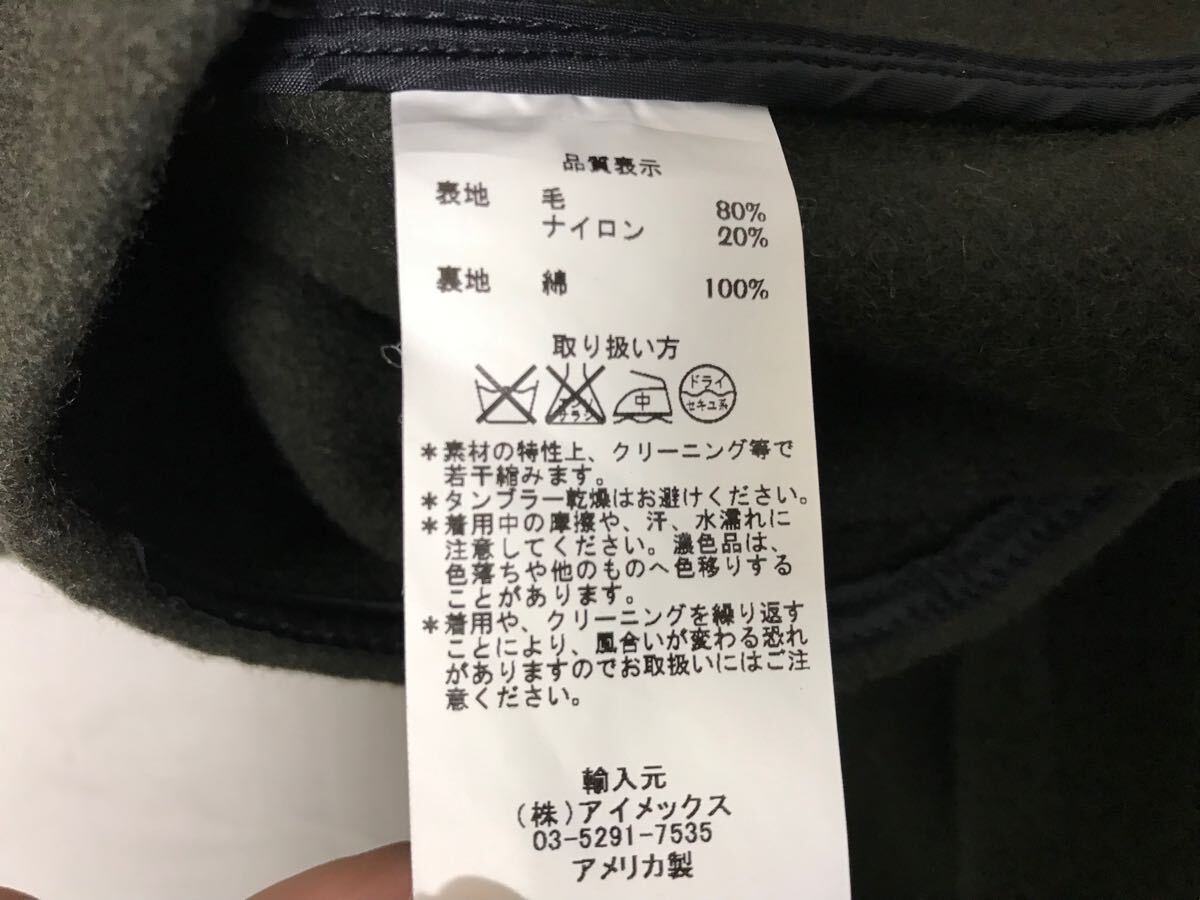 品質表示
表地 毛 80%
ナイロン 20%
裏地 綿 100%
取り扱い方
エンソ
サラシ
中
ドライ
セキユ系
*素材の特性上、クリーニング等で
若干縮みます。
*タンブラー乾燥はお避けください。
*着用中の摩擦や、汗、水濡れに
注意してください。濃色品は、
色落ちや他のものへ色移りする
ことがあります。
*着用や、クリーニングを繰り返す
ことにより、風合いが変わる恐れ
がありますのでお取扱いにはご注
意ください。
輸入元
(株)アイメックス
03-5291-7535
アメリカ製